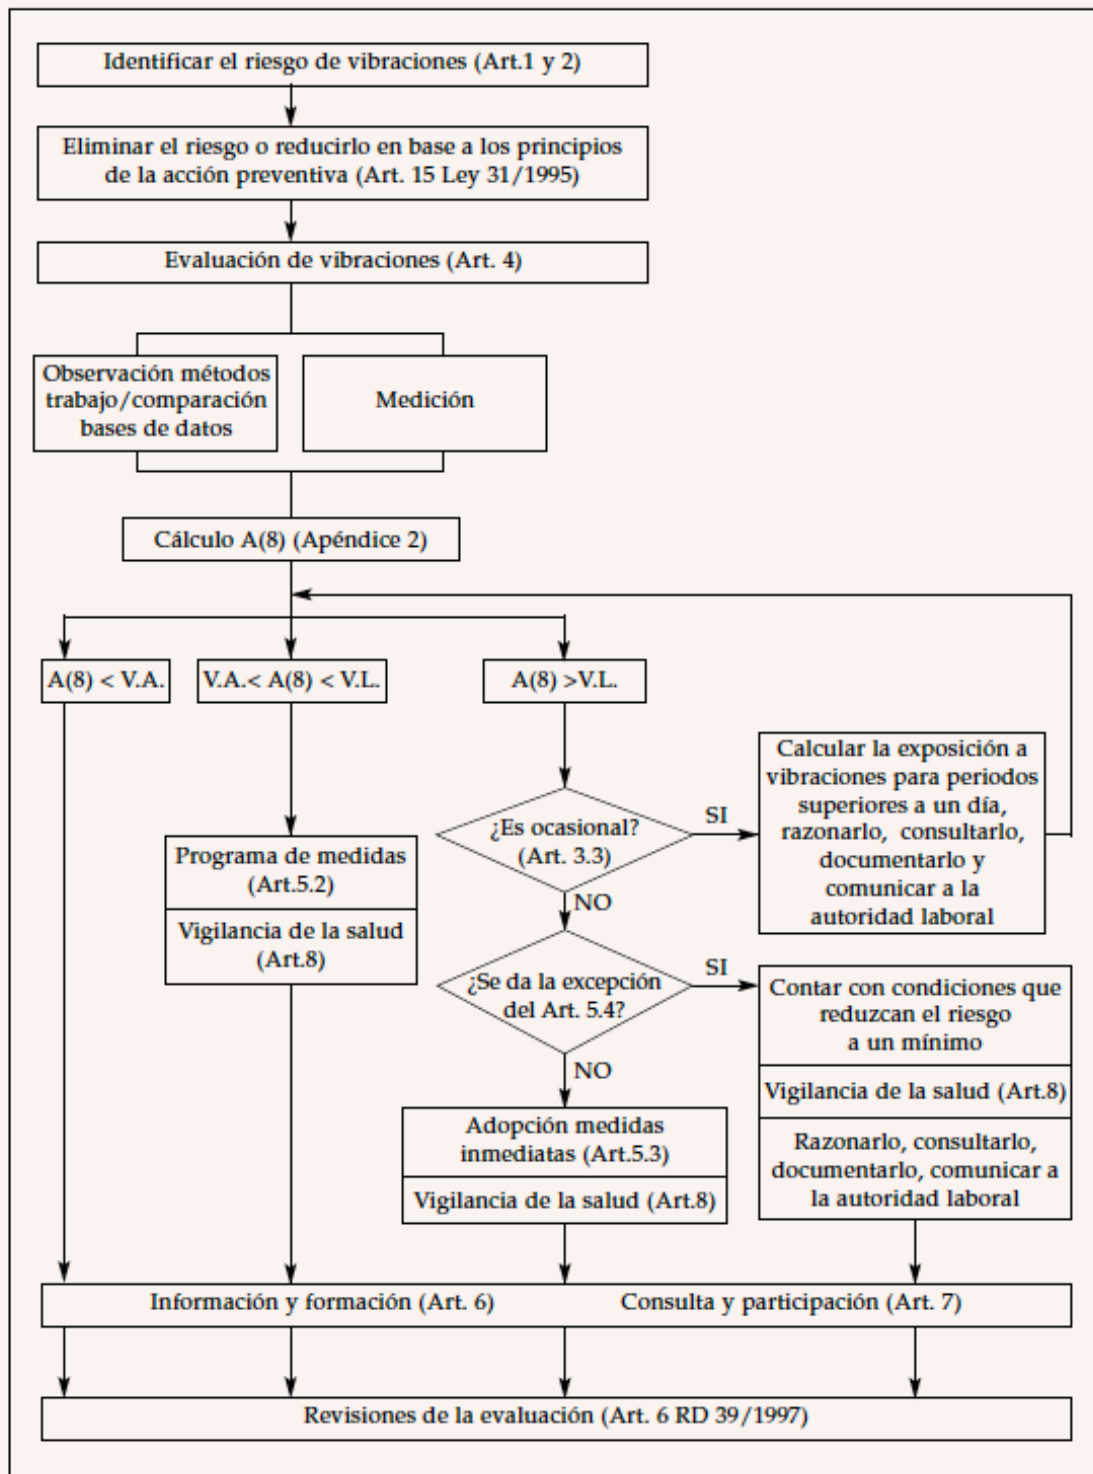 Identificar el riesgo de vibraciones (Art.1 y 2)
Eliminar el riesgo o reducirlo en base a los principios
de la acción preventiva (Art. 15 Ley 31/1995)
Evaluación de vibraciones (Art. 4)
Observación métodos
trabajo/comparación
bases de datos
Medición
Cálculo A(8) (Apéndice 2)
A(8) < V.A.
V.A.< A(8) < V.L.
A(8) >V.L.
¿Es ocasional?
(Art. 3.3)
SI
Calcular la exposición a
vibraciones para periodos
superiores a un día,
razonarlo, consultarlo,
documentarlo y
comunicar a la
autoridad laboral
NO
Programa de medidas
(Art.5.2)
Vigilancia de la salud
(Art.8)
¿Se da la excepción
del Art. 5.4?
SI
Contar con condiciones que
reduzcan el riesgo
a un mínimo
Vigilancia de la salud (Art.8)
Razonarlo, consultarlo,
documentarlo, comunicar a
la autoridad laboral
NO
Adopción medidas
inmediatas (Art.5.3)
Vigilancia de la salud (Art.8)
Información y formación (Art. 6)
Consulta y participación (Art. 7)
Revisiones de la evaluación (Art. 6 RD 39/1997)